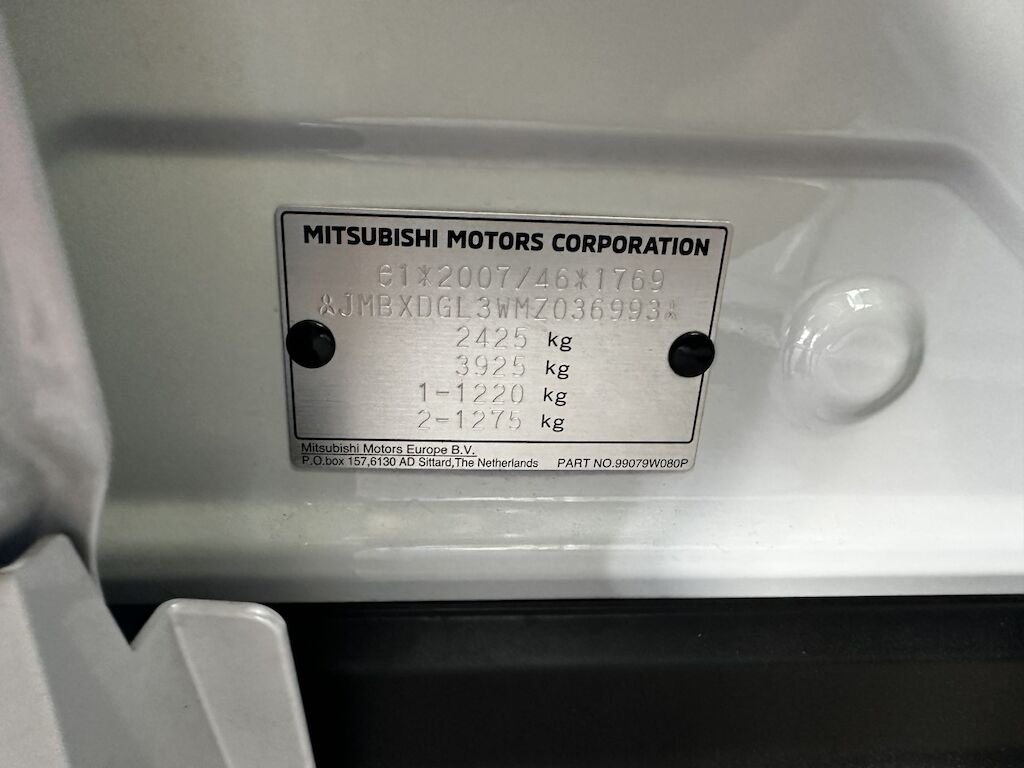 MITSUBISHI MOTORS CORPORATION
e1*2007/46*1769
JMBXDGL3WMZ036993
2425 kg
3925 kg
1-1220 kg
2-1275 kg
Mitsubishi Motors Europe B.V.
P.O.box 157,6130 AD Sittard,The Netherlands PART NO.99079W080P